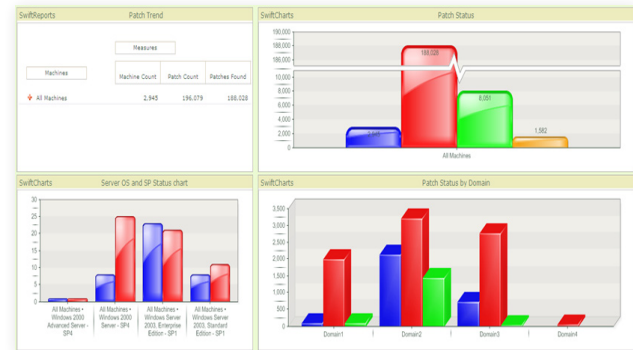 SwiftReports Patch Trend
Measures
Machines
Machine Count Patch Count Patches Found
All Machines 2,945 196,079 188,028
SwiftCharts Patch Status
190,000
188,000
186,000
10,000
8,000
6,000
4,000
2,000
0
188,028
8,051
1,582
All Machines
SwiftCharts Server OS and SP Status chart
30
25
20
15
10
5
0
All Machines • Windows 2000 Advanced Server - SP4
All Machines • Windows 2000 Server - SP4
All Machines • Windows Server 2003, Enterprise Edition - SP1
All Machines • Windows Server 2003, Standard Edition - SP1
SwiftCharts Patch Status by Domain
3,500
3,000
2,500
2,000
1,500
1,000
500
0
Domain1
Domain2
Domain3
Domain4